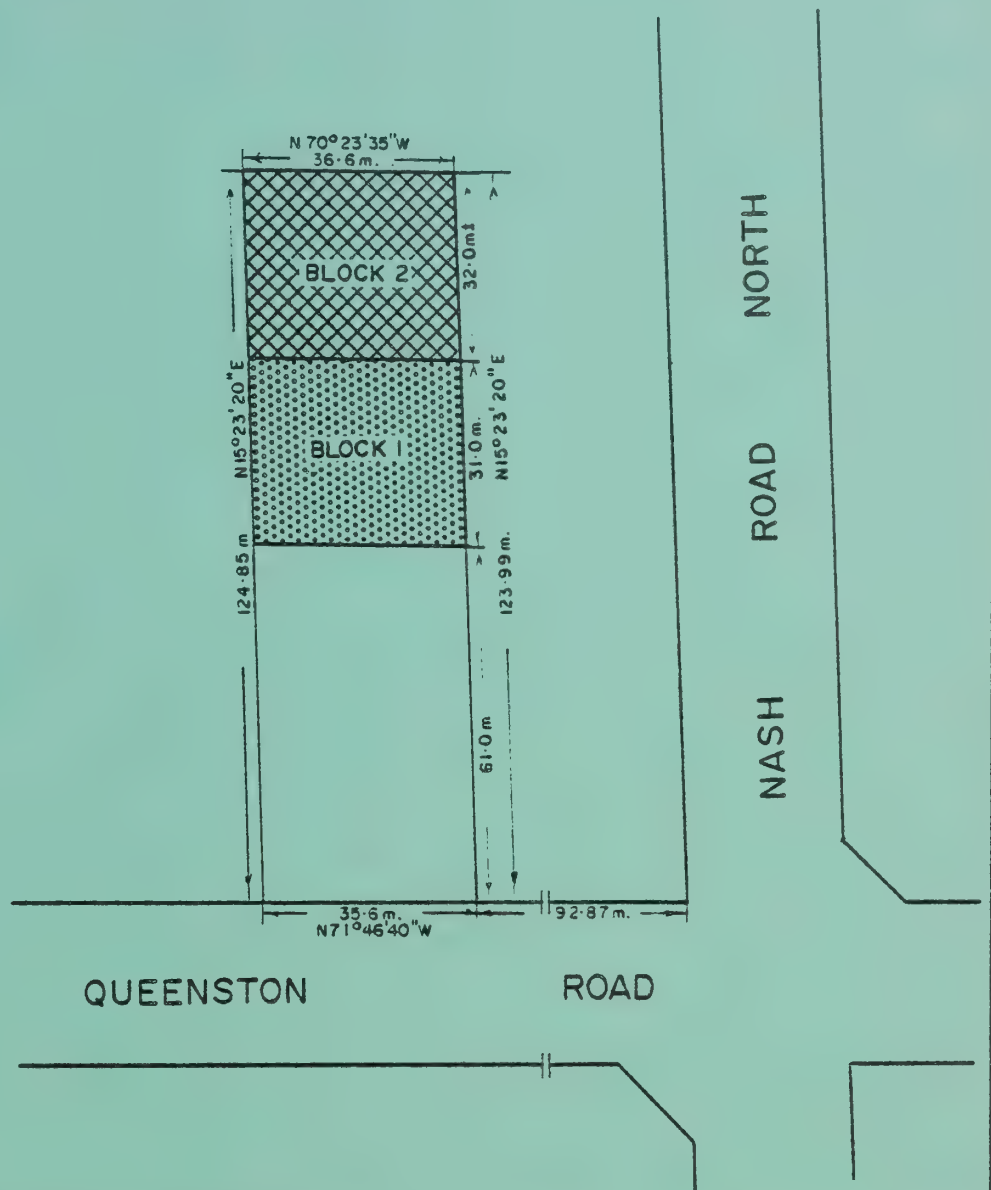 N 70° 23' 35" W
36·6 m.
BLOCK 2
32·0m±
N15° 23' 20" E
BLOCK 1
31·0 m.
N15° 23' 20" E
124·85 m
123·99 m.
61·0 m
35·6 m.
N71° 46' 40" W
92·87 m.
NASH ROAD NORTH
QUEENSTON ROAD